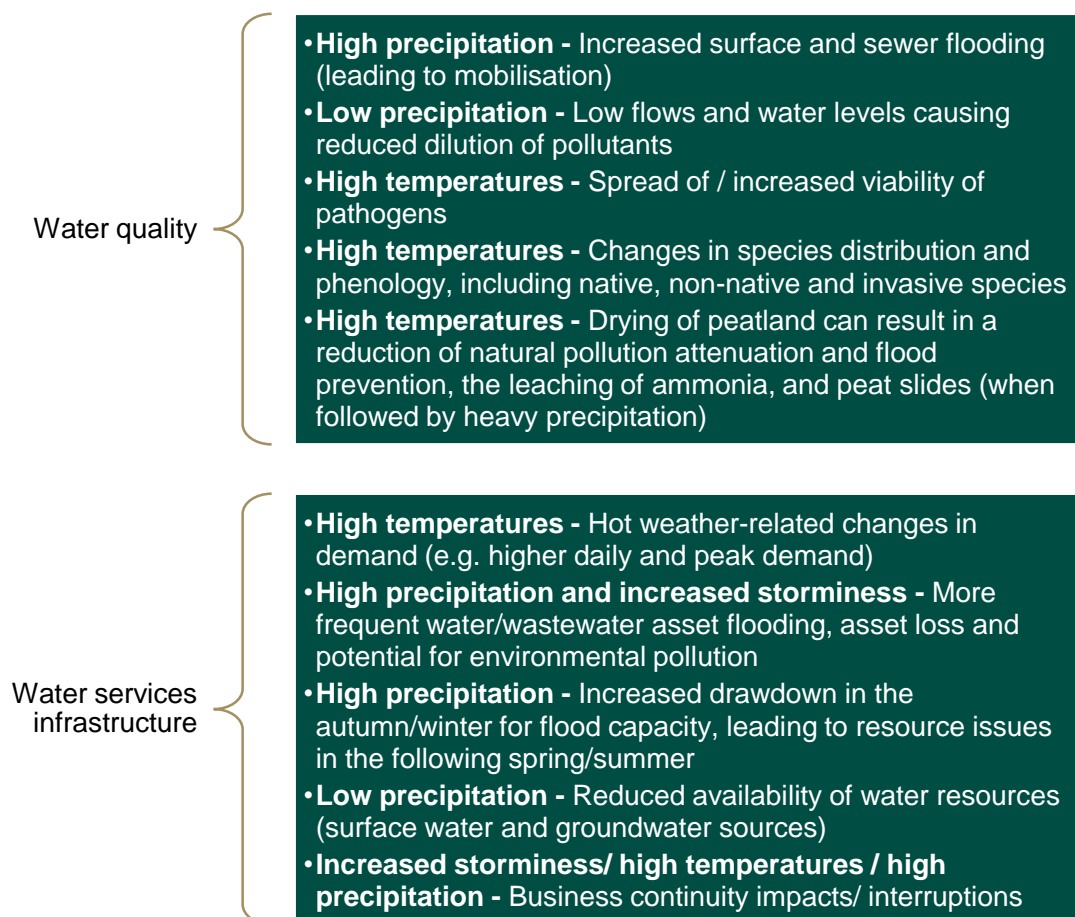 Water quality
•High precipitation - Increased surface and sewer flooding
(leading to mobilisation)
•Low precipitation - Low flows and water levels causing
reduced dilution of pollutants
•High temperatures - Spread of / increased viability of
pathogens
•High temperatures - Changes in species distribution and
phenology, including native, non-native and invasive species
•High temperatures - Drying of peatland can result in a
reduction of natural pollution attenuation and flood
prevention, the leaching of ammonia, and peat slides (when
followed by heavy precipitation)
Water services
infrastructure
•High temperatures - Hot weather-related changes in
demand (e.g. higher daily and peak demand)
•High precipitation and increased storminess - More
frequent water/wastewater asset flooding, asset loss and
potential for environmental pollution
•High precipitation - Increased drawdown in the
autumn/winter for flood capacity, leading to resource issues
in the following spring/summer
•Low precipitation - Reduced availability of water resources
(surface water and groundwater sources)
•Increased storminess/ high temperatures / high
precipitation - Business continuity impacts/ interruptions